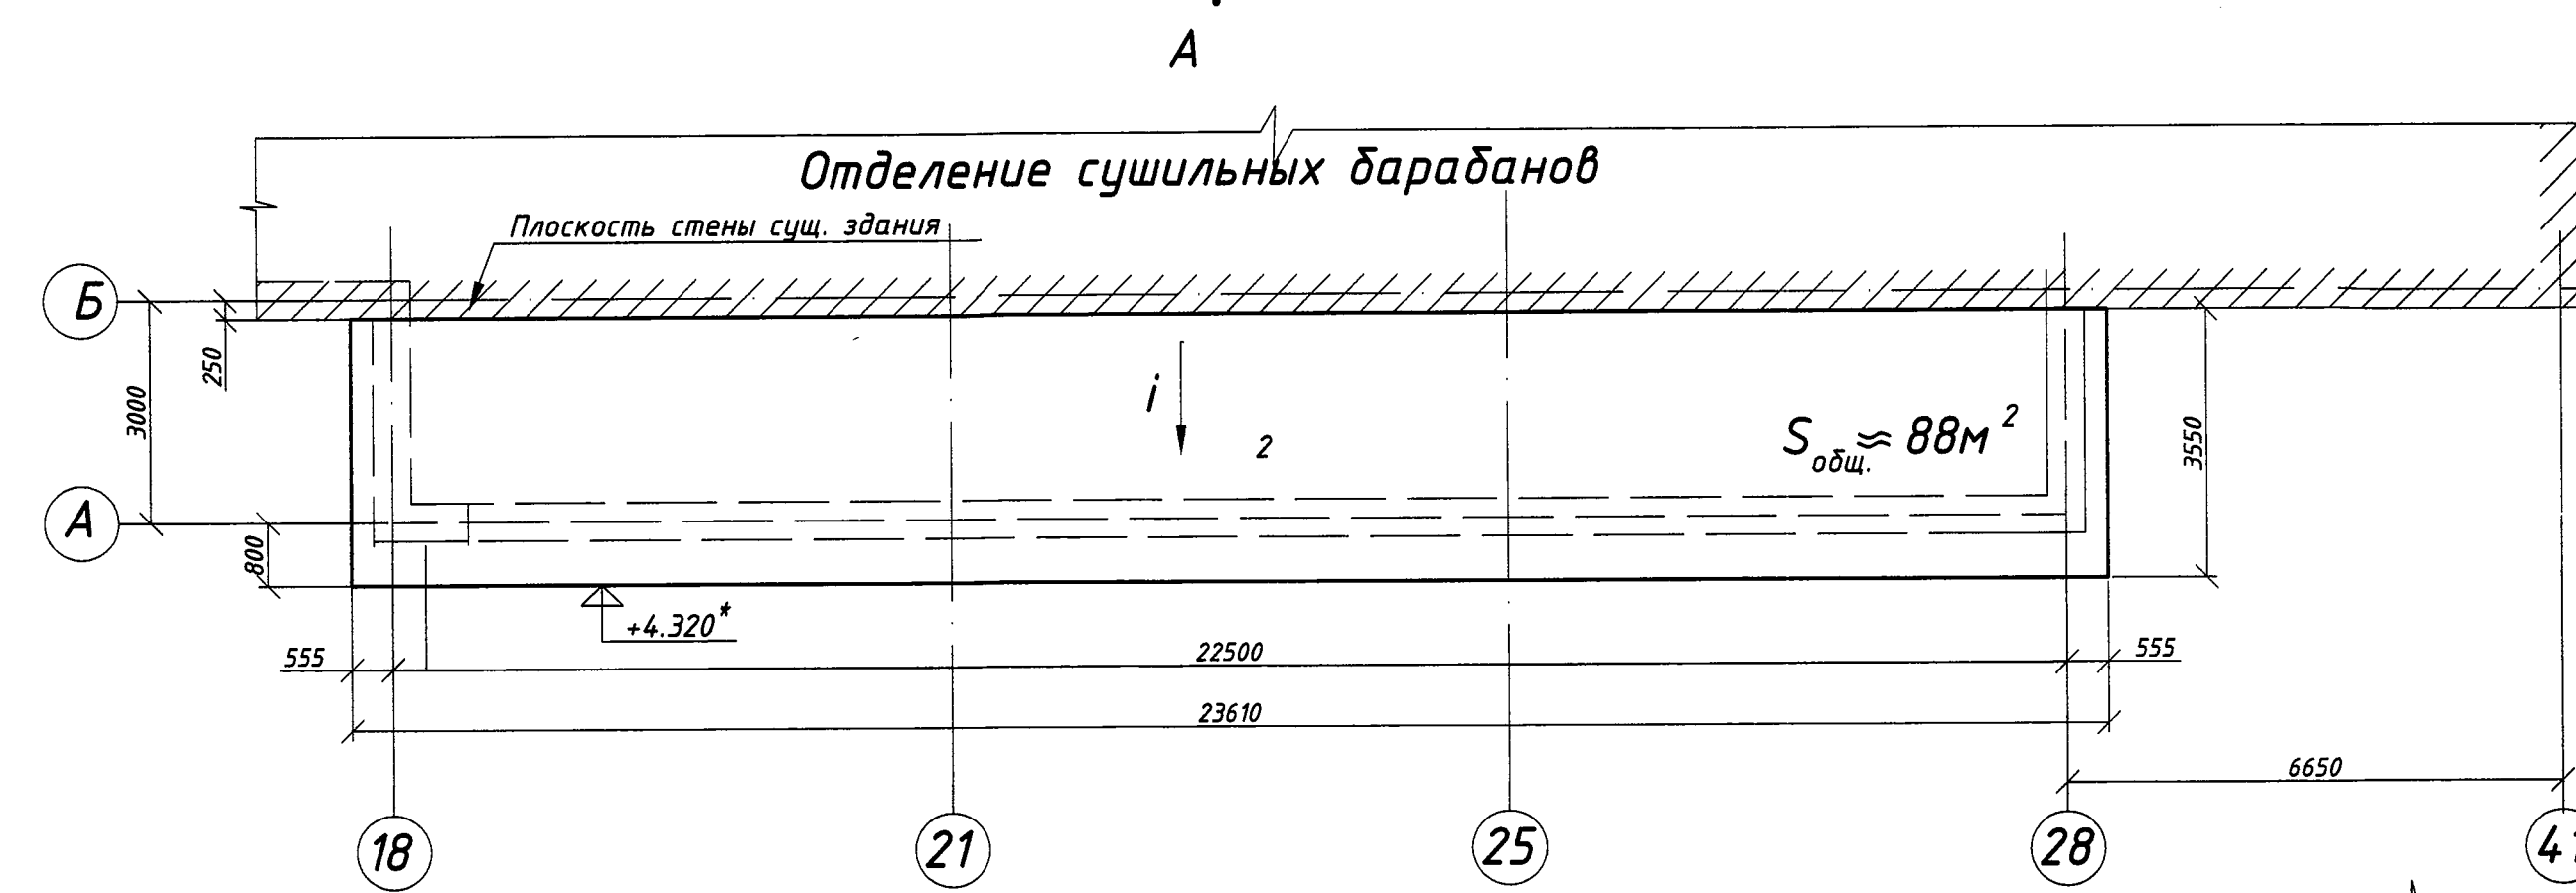 А
Отделение сушильных барабанов
Плоскость стены сущ. здания
Б
250
3000
i
2
Sобщ.≈ 88м²
3550
А
800
+4.320*
555
22500
555
23610
6650
18
21
25
28